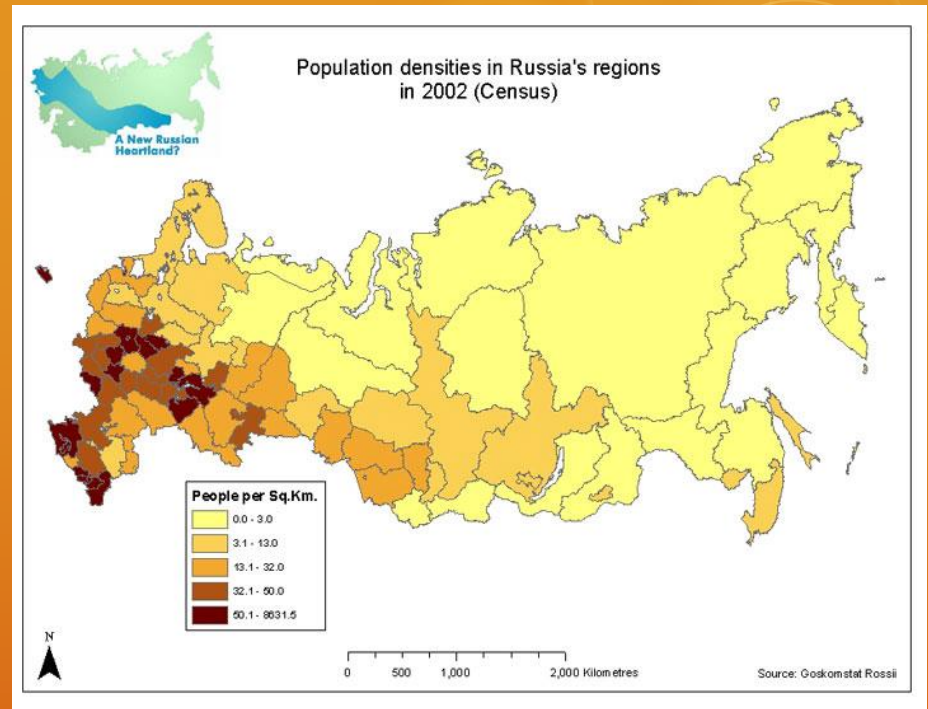 Population densities in Russia's regions
in 2002 (Census)
A New Russian
Heartland?
People per Sq.Km.
0.0 - 3.0
3.1 - 13.0
13.1 - 32.0
32.1 - 50.0
50.1 - 8631.5
N
0 500 1,000 2,000 Kilometres
Source: Goskomstat Rossii